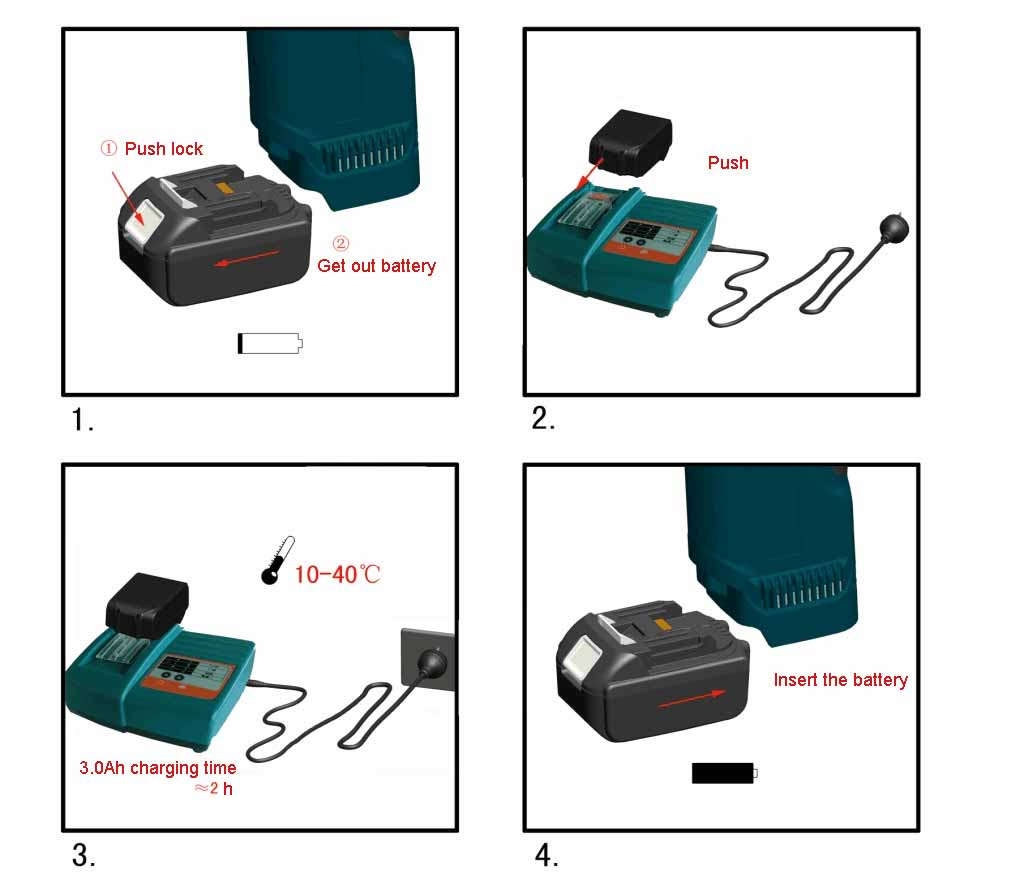 ① Push lock
②
Get out battery
1.
Push
2.
10-40℃
3.0Ah charging time
≈2 h
3.
Insert the battery
4.